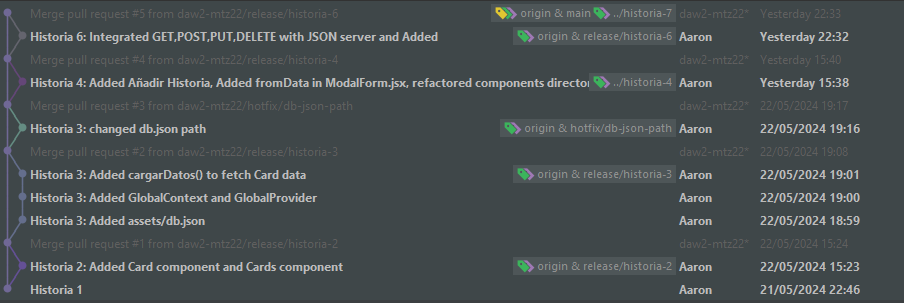 Merge pull request #5 from daw2-mtz22/release/historia-6 origin & main ../historia-7 daw2-mtz22* Yesterday 22:33
Historia 6: Integrated GET,POST,PUT,DELETE with JSON server and Added origin & release/historia-6 Aaron Yesterday 22:32
Merge pull request #4 from daw2-mtz22/release/historia-4 daw2-mtz22* Yesterday 15:40
Historia 4: Added Añadir Historia, Added fromData in ModalForm.jsx, refactored components director ../historia-4 Aaron Yesterday 15:38
Merge pull request #3 from daw2-mtz22/hotfix/db-json-path daw2-mtz22* 22/05/2024 19:17
Historia 3: changed db.json path origin & hotfix/db-json-path Aaron 22/05/2024 19:16
Merge pull request #2 from daw2-mtz22/release/historia-3 daw2-mtz22* 22/05/2024 19:08
Historia 3: Added cargarDatos() to fetch Card data origin & release/historia-3 Aaron 22/05/2024 19:01
Historia 3: Added GlobalContext and GlobalProvider Aaron 22/05/2024 19:00
Historia 3: Added assets/db.json Aaron 22/05/2024 18:59
Merge pull request #1 from daw2-mtz22/release/historia-2 daw2-mtz22* 22/05/2024 15:24
Historia 2: Added Card component and Cards component origin & release/historia-2 Aaron 22/05/2024 15:23
Historia 1 Aaron 21/05/2024 22:46